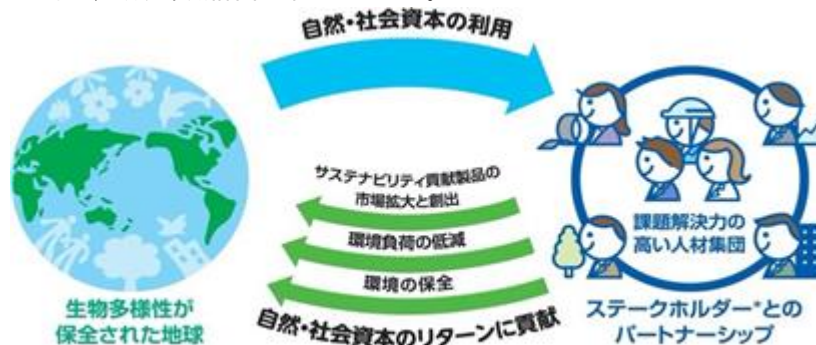 自然・社会資本の利用
サステナビリティ貢献製品の
市場拡大と創出
環境負荷の低減
環境の保全
自然・社会資本のリターンに貢献
生物多様性が
保全された地球
課題解決力の
高い人材集団
ステークホルダー*との
パートナーシップ